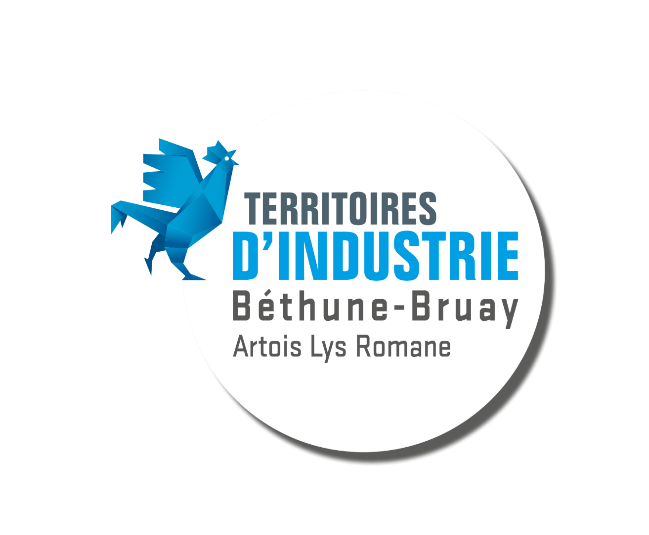 TERRITOIRES
D'INDUSTRIE
Béthune-Bruay
Artois Lys Romane